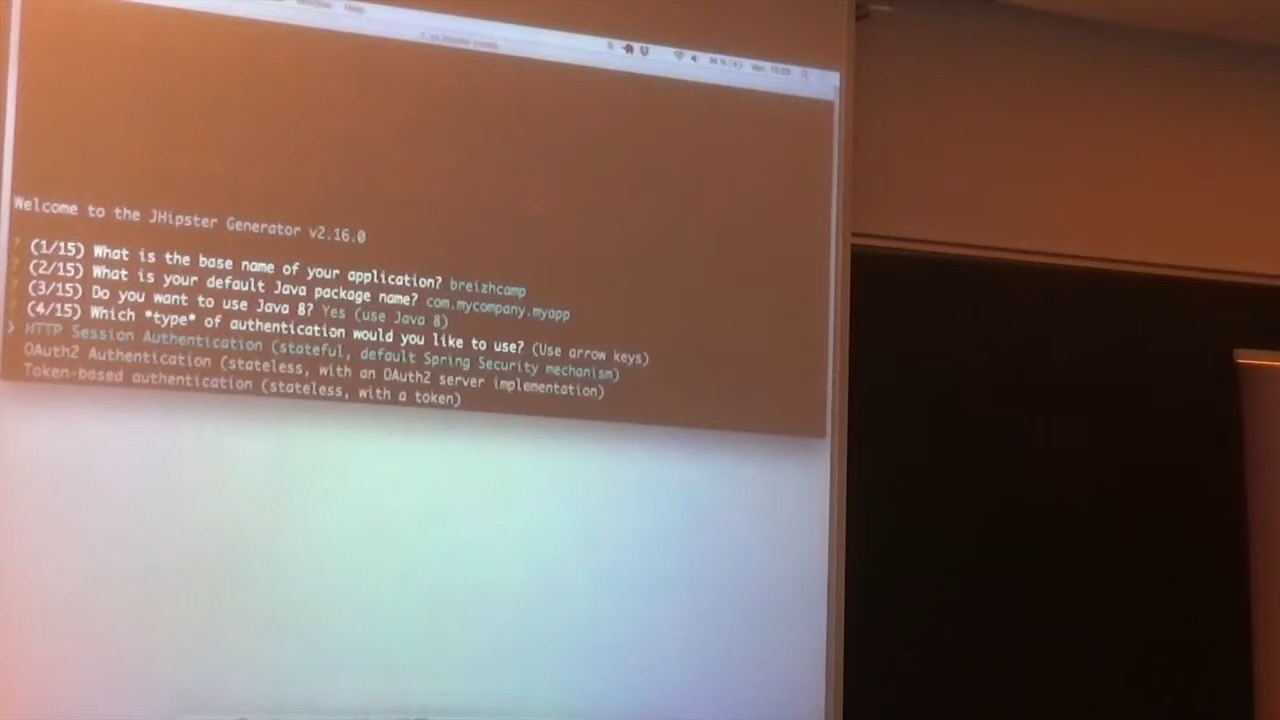 Window Help
Welcome to the JHipster Generator v2.16.0
? (1/15) What is the base name of your application? breizhcamp
? (2/15) What is your default Java package name? com.mycompany.myapp
? (3/15) Do you want to use Java 8? Yes (use Java 8)
? (4/15) Which *type* of authentication would you like to use? (Use arrow keys)
❯ HTTP Session Authentication (stateful, default Spring Security mechanism)
OAuth2 Authentication (stateless, with an OAuth2 server implementation)
Token-based authentication (stateless, with a token)